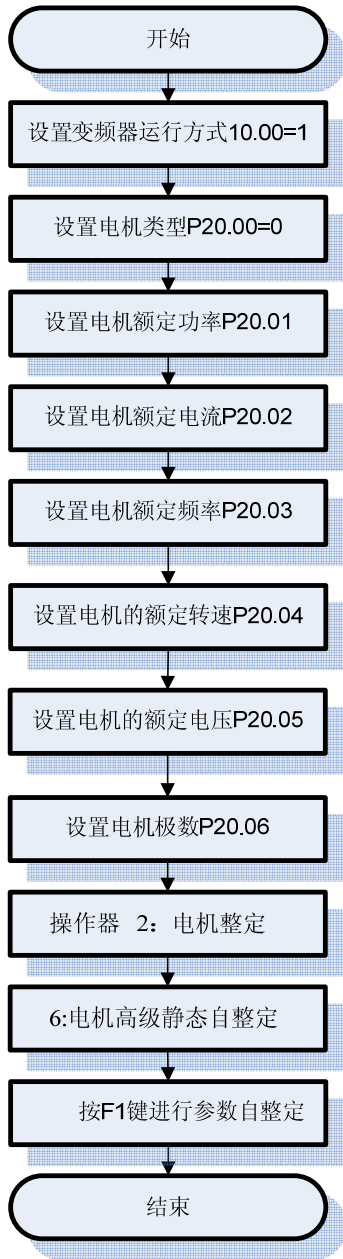 开始
设置变频器运行方式10.00=1
设置电机类型P20.00=0
设置电机额定功率P20.01
设置电机额定电流P20.02
设置电机额定频率P20.03
设置电机的额定转速P20.04
设置电机的额定电压P20.05
设置电机极数P20.06
操作器 2：电机整定
6:电机高级静态自整定
按F1键进行参数自整定
结束